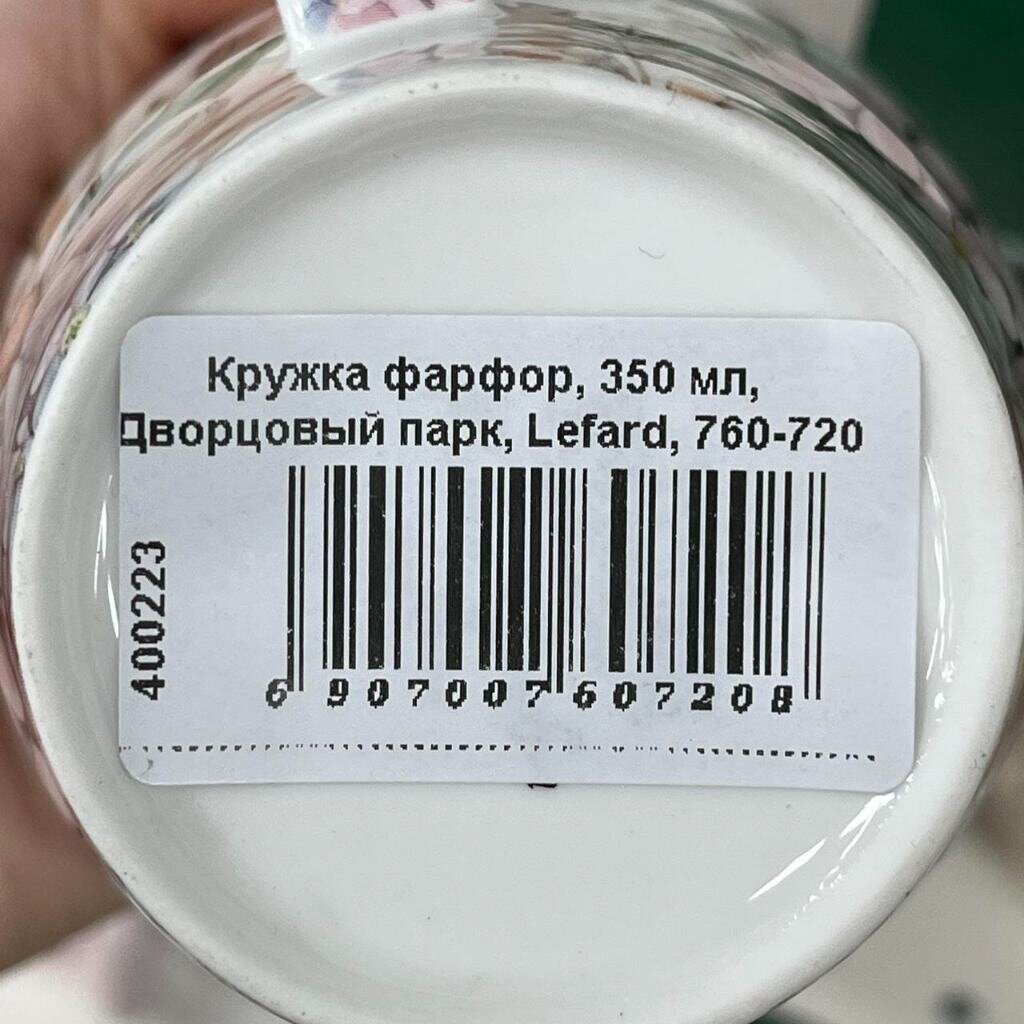 Кружка фарфор, 350 мл,
Дворцовый парк, Lefard, 760-720
400223
6 907007 607208